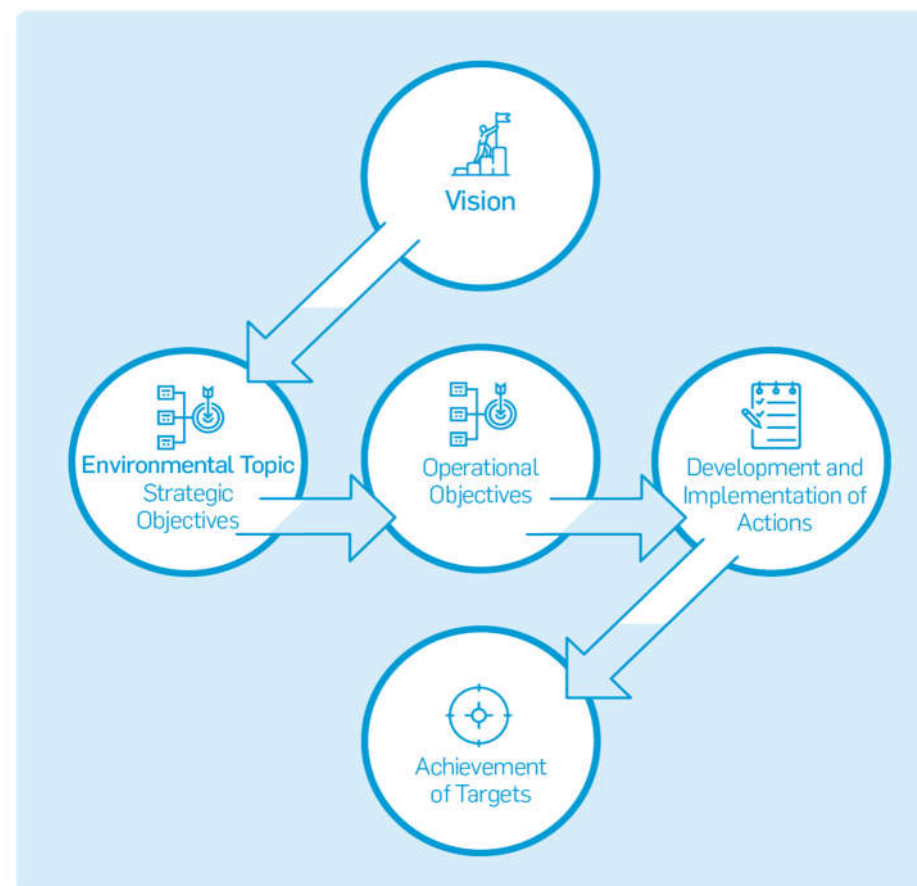 Vision
Environmental Topic
Strategic
Objectives
Operational
Objectives
Development and
Implementation of
Actions
Achievement
of Targets